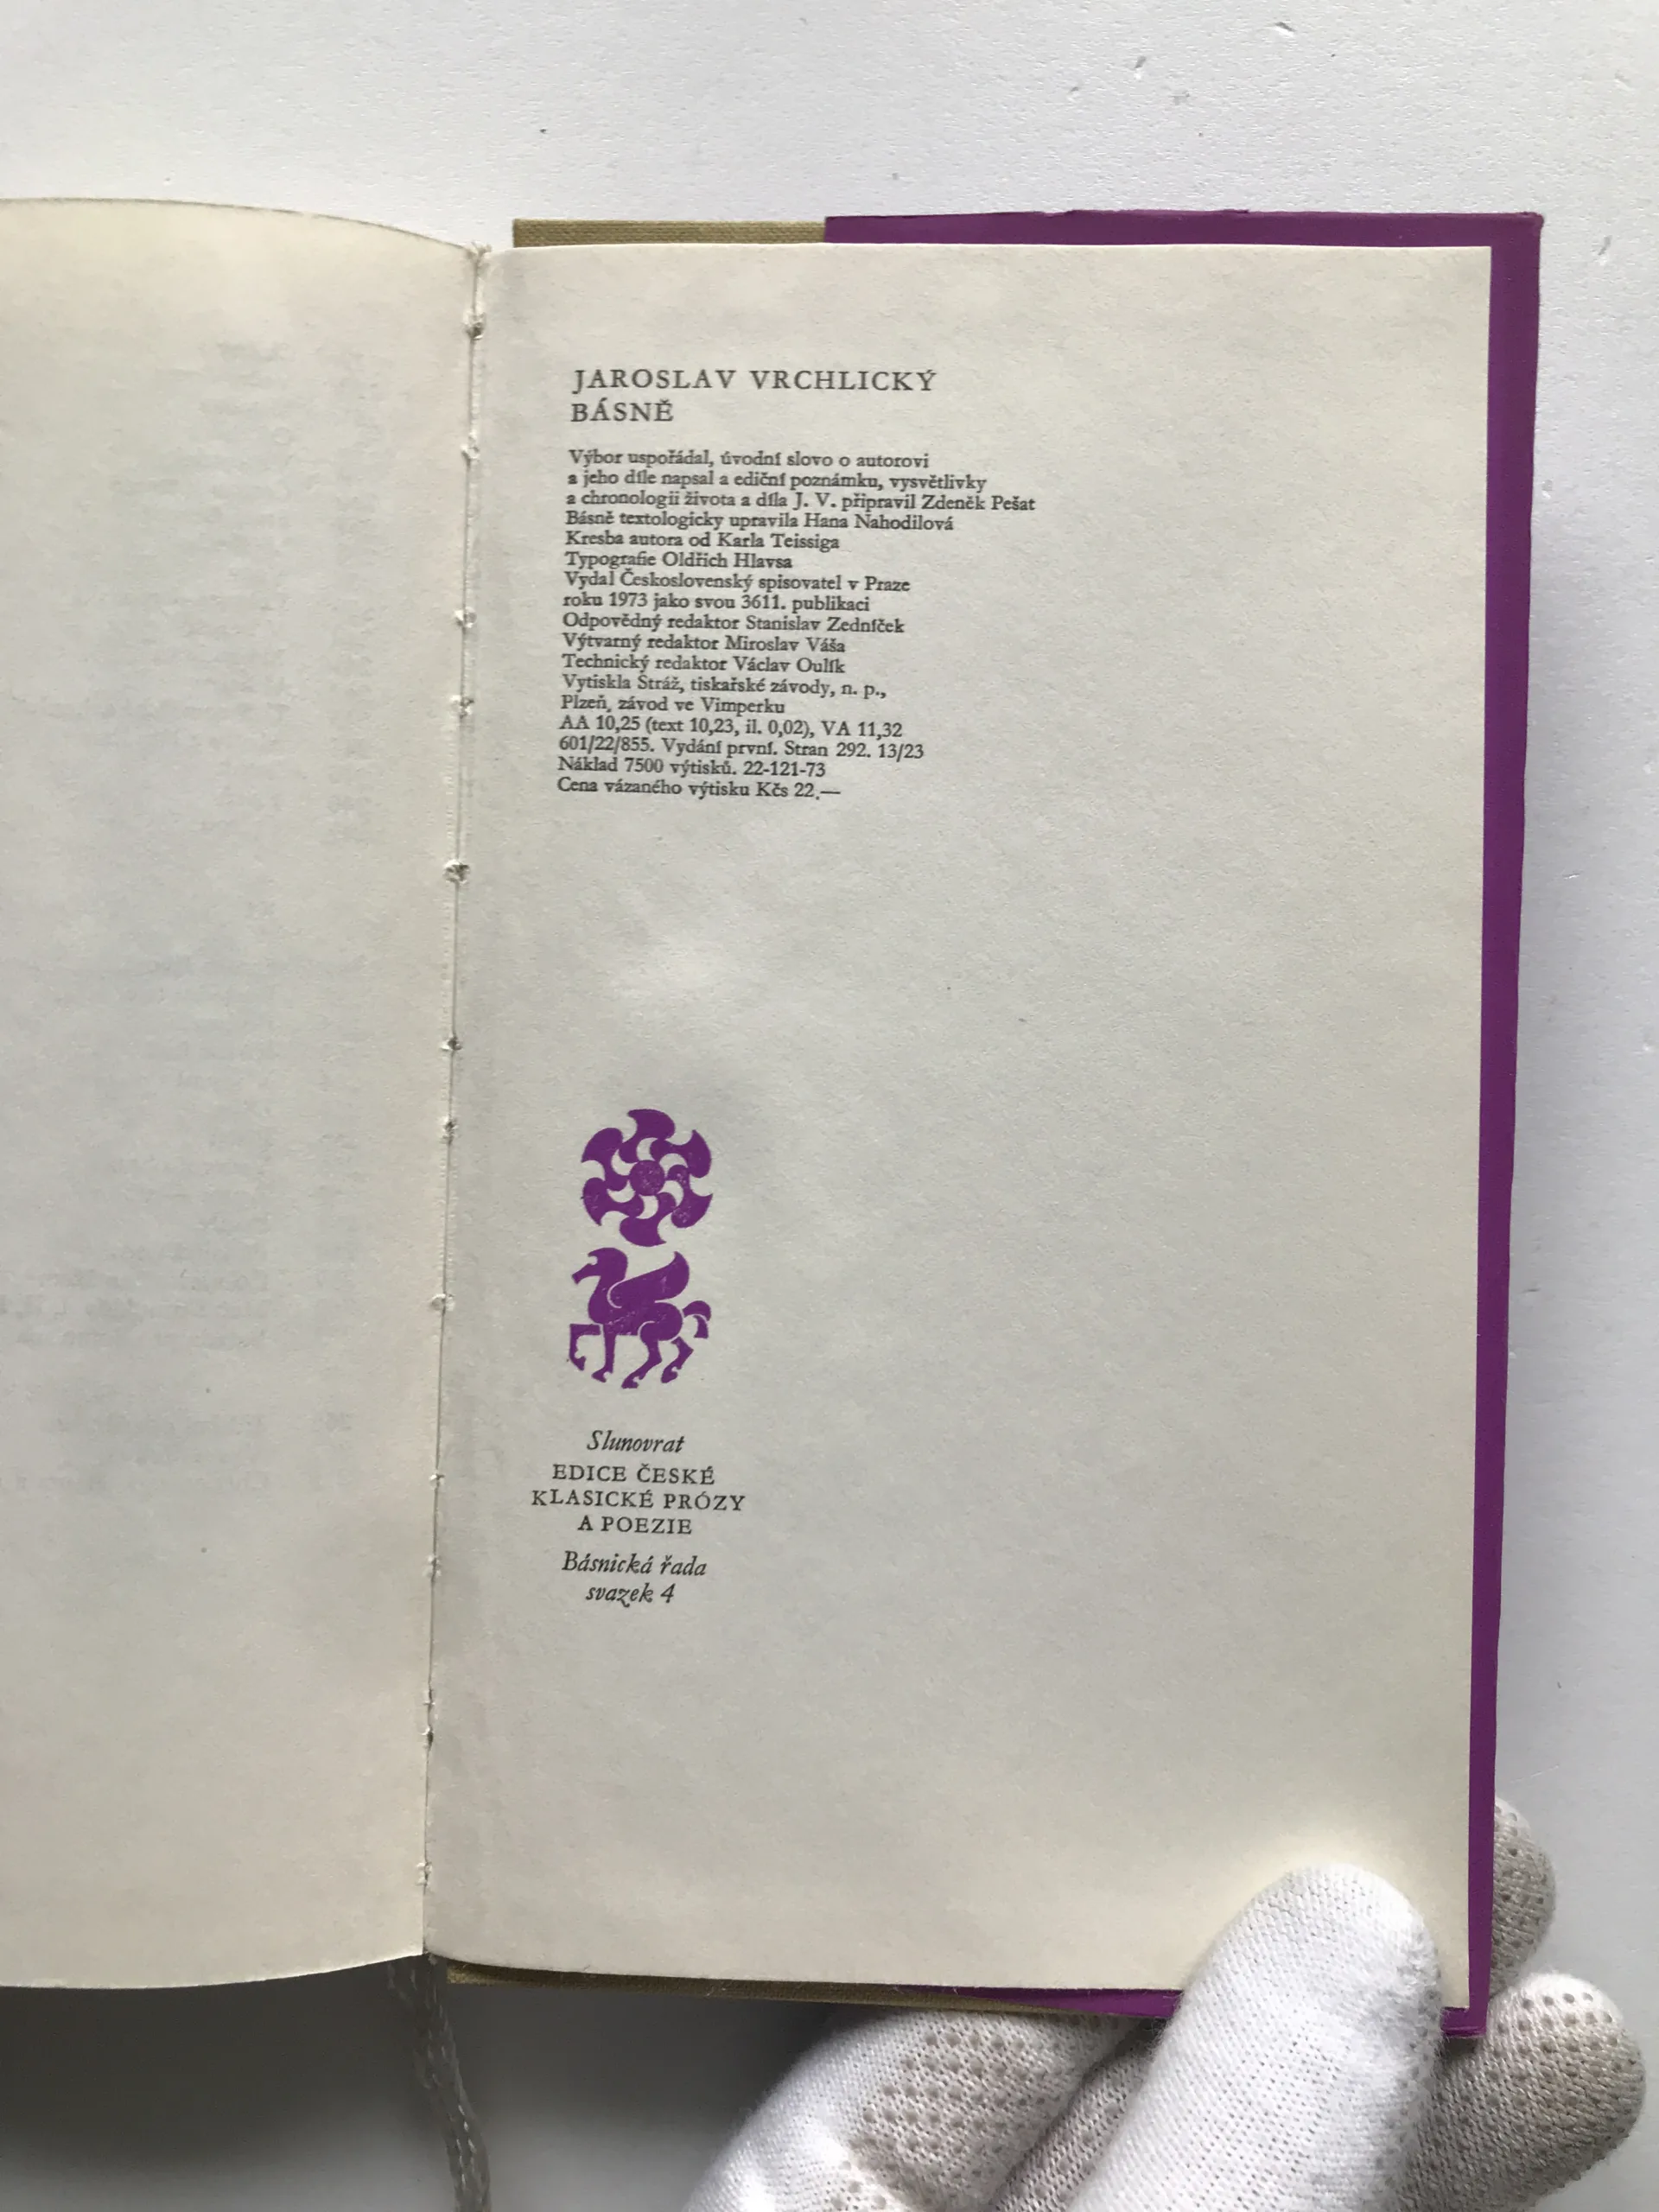 JAROSLAV VRCHLICKÝ
BÁSNĚ
Výbor uspořádal, úvodní slovo o autorovi
a jeho díle napsal a ediční poznámku, vysvětlivky
a chronologii života a díla J. V. připravil Zdeněk Pešat
Básně textologicky upravila Hana Nahodilová
Kresba autora od Karla Teissiga
Typografie Oldřich Hlavsa
Vydal Československý spisovatel v Praze
roku 1973 jako svou 3611. publikaci
Odpovědný redaktor Stanislav Zedníček
Výtvarný redaktor Miroslav Váša
Technický redaktor Václav Oulík
Vytiskla Stráž, tiskařské závody, n. p.,
Plzeň, závod ve Vimperku
AA 10,25 (text 10,23, il. 0,02), VA 11,32
601/22/855. Vydání první. Stran 292. 13/23
Náklad 7500 výtisků. 22-121-73
Cena vázaného výtisku Kčs 22,—
Slunovrat
EDICE ČESKÉ
KLASICKÉ PRÓZY
A POEZIE
Básnická řada
svazek 4